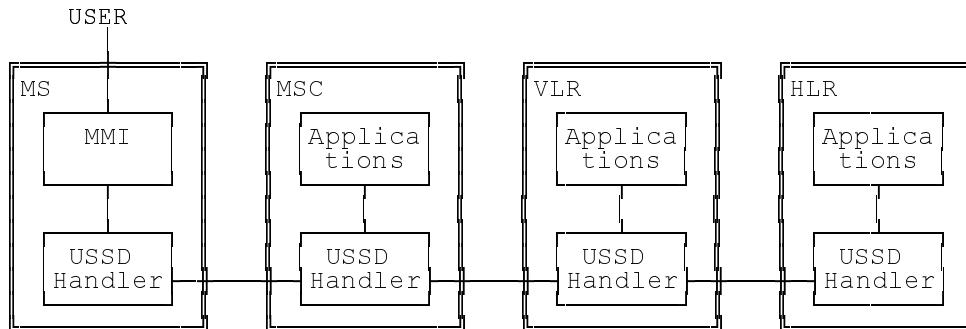 USER
MS
MSC
VLR
HLR
MMI
Applica
tions
Applica
tions
Applica
tions
USSD
Handler
USSD
Handler
USSD
Handler
USSD
Handler